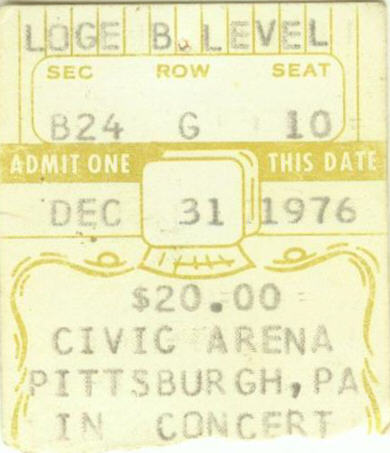 LOGE B.LEVEL
SEC ROW SEAT
B24 G 10
ADMIT ONE THIS DATE
DEC 31 1976
$20.00
CIVIC ARENA
PITTSBURGH,PA
IN CONCERT